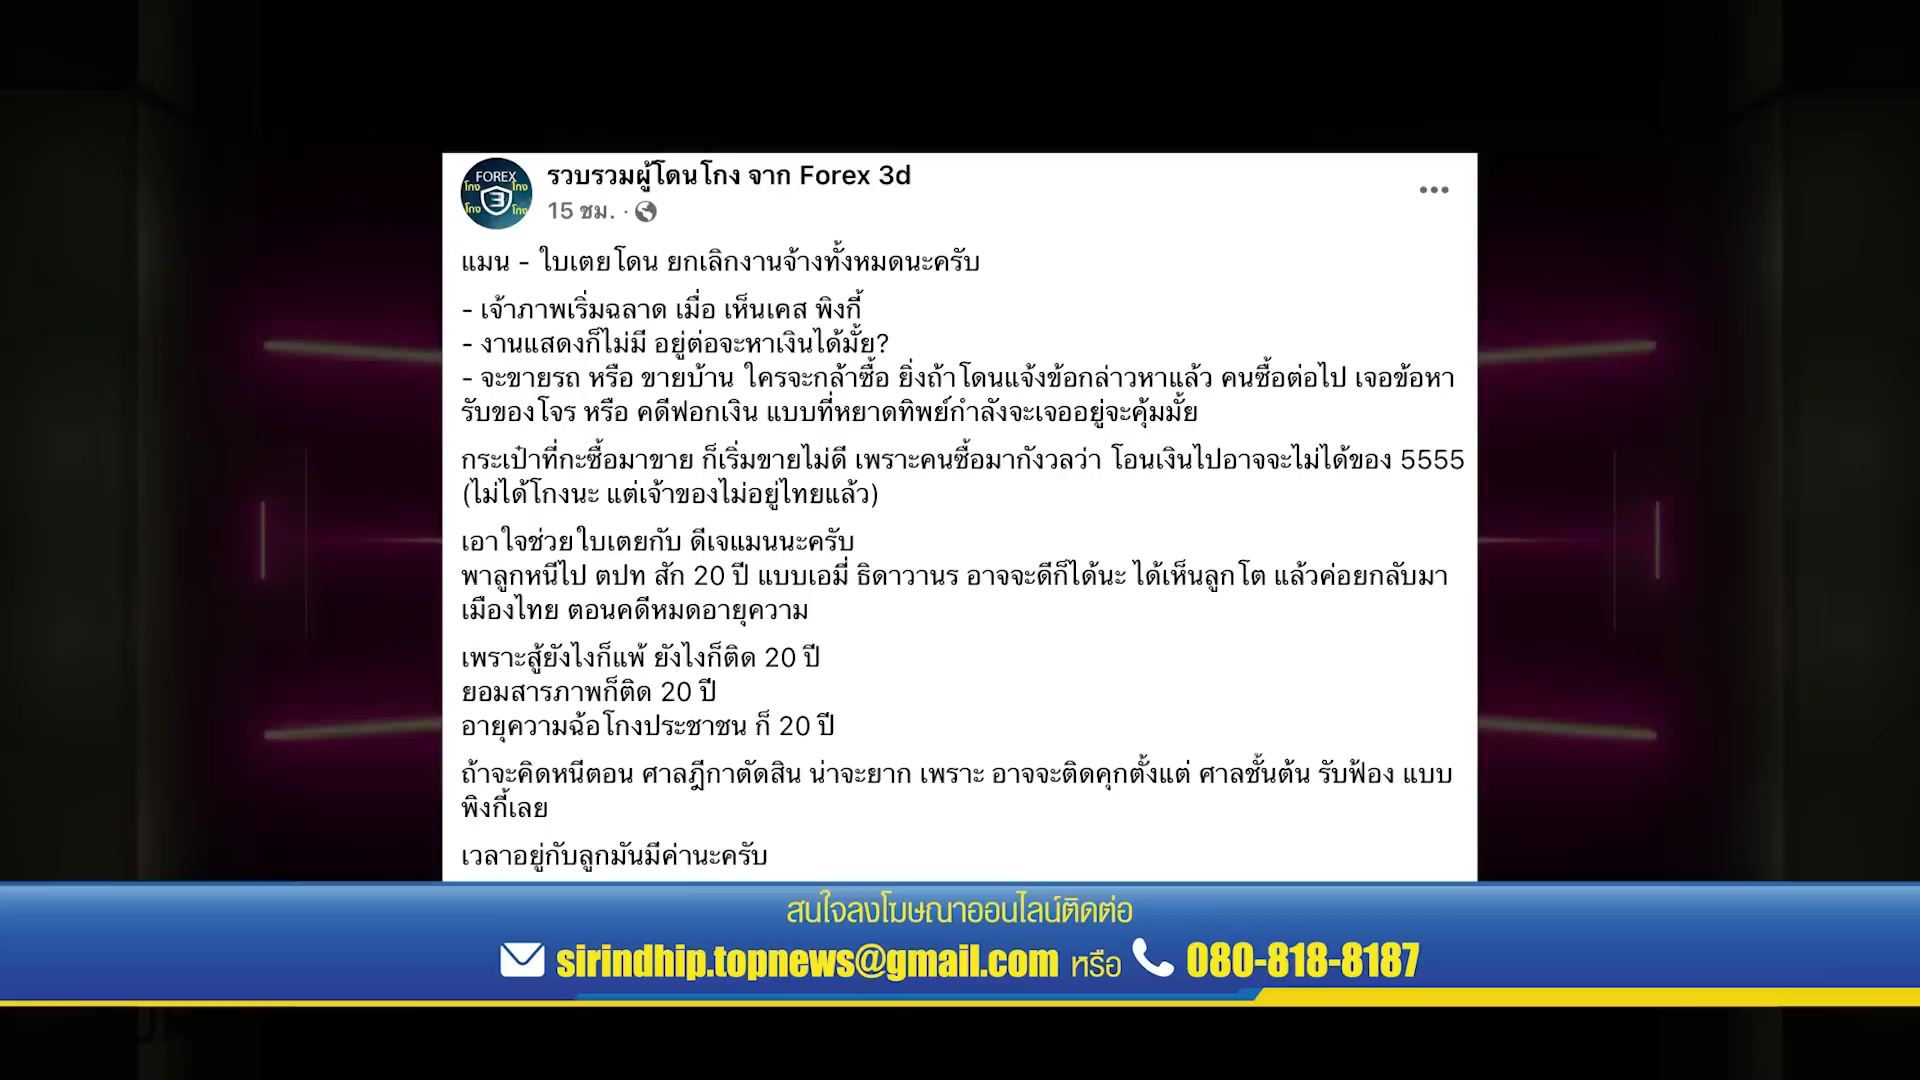 FOREX
โกง โกง
3
โกง โกง
รวบรวมผู้โดนโกง จาก Forex 3d
15 ชม. ·
แมน - ใบเตยโดน ยกเลิกงานจ้างทั้งหมดนะครับ
- เจ้าภาพเริ่มฉลาด เมื่อ เห็นเคส พิงกี้
- งานแสดงก็ไม่มี อยู่ต่อจะหาเงินได้มั้ย?
- จะขายรถ หรือ ขายบ้าน ใครจะกล้าซื้อ ยิ่งถ้าโดนแจ้งข้อกล่าวหาแล้ว คนซื้อต่อไป เจอข้อหา
รับของโจร หรือ คดีฟอกเงิน แบบที่หยาดทิพย์กำลังจะเจออยู่จะคุ้มมั้ย
กระเป๋าที่กะซื้อมาขาย ก็เริ่มขายไม่ดี เพราะคนซื้อมากังวลว่า โอนเงินไปอาจจะไม่ได้ของ 5555
(ไม่ได้โกงนะ แต่เจ้าของไม่อยู่ไทยแล้ว)
เอาใจช่วยใบเตยกับ ดีเจแมนนะครับ
พาลูกหนีไป ตปท สัก 20 ปี แบบเอมี่ ธิดาวานร อาจจะดีก็ได้นะ ได้เห็นลูกโต แล้วค่อยกลับมา
เมืองไทย ตอนคดีหมดอายุความ
เพราะสู้ยังไงก็แพ้ ยังไงก็ติด 20 ปี
ยอมสารภาพก็ติด 20 ปี
อายุความฉ้อโกงประชาชน ก็ 20 ปี
ถ้าจะคิดหนีตอน ศาลฎีกาตัดสิน น่าจะยาก เพราะ อาจจะติดคุกตั้งแต่ ศาลชั้นต้น รับฟ้อง แบบ
พิงกี้เลย
เวลาอยู่กับลูกมันมีค่านะครับ
สนใจลงโฆษณาออนไลน์ติดต่อ
sirindhip.topnews@gmail.com หรือ 080-818-8187